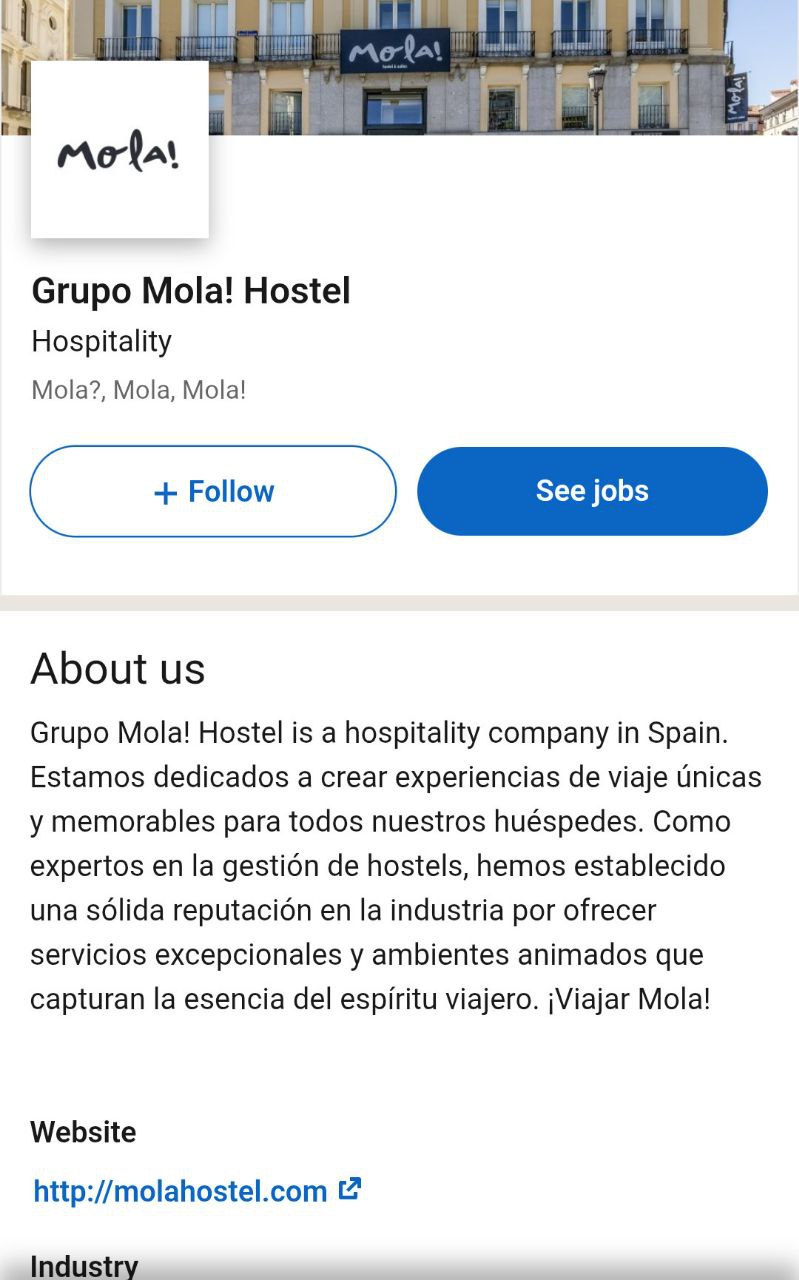 Mola!
Mola!
Mola!
Grupo Mola! Hostel
Hospitality
Mola?, Mola, Mola!
+ Follow
See jobs
About us
Grupo Mola! Hostel is a hospitality company in Spain.
Estamos dedicados a crear experiencias de viaje únicas
y memorables para todos nuestros huéspedes. Como
expertos en la gestión de hostels, hemos establecido
una sólida reputación en la industria por ofrecer
servicios excepcionales y ambientes animados que
capturan la esencia del espíritu viajero. ¡Viajar Mola!
Website
http://molahostel.com
Industry